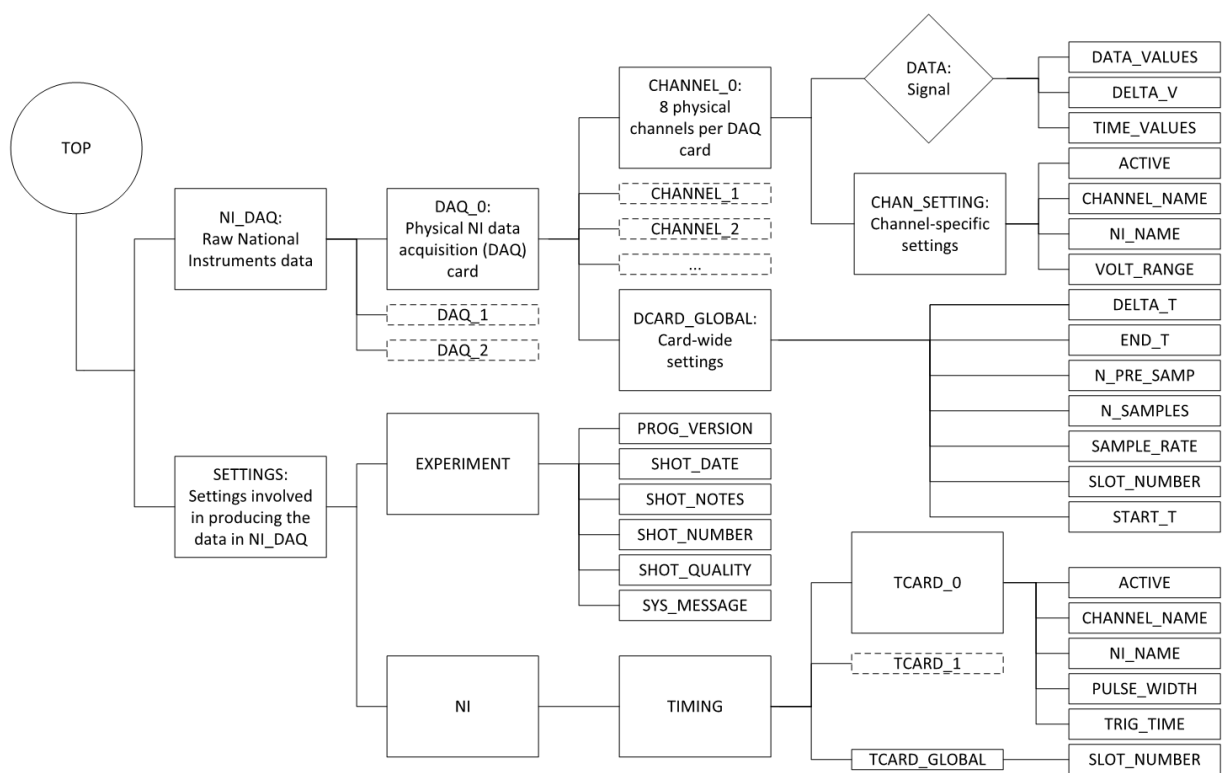 TOP
NI_DAQ:
Raw National
Instruments data
DAQ_0:
Physical NI data
acquisition (DAQ)
card
DAQ_1
DAQ_2
CHANNEL_0:
8 physical
channels per DAQ
card
CHANNEL_1
CHANNEL_2
...
DCARD_GLOBAL:
Card-wide
settings
DATA:
Signal
DATA_VALUES
DELTA_V
TIME_VALUES
CHAN_SETTING:
Channel-specific
settings
ACTIVE
CHANNEL_NAME
NI_NAME
VOLT_RANGE
DELTA_T
END_T
N_PRE_SAMP
N_SAMPLES
SAMPLE_RATE
SLOT_NUMBER
START_T
SETTINGS:
Settings involved
in producing the
data in NI_DAQ
EXPERIMENT
PROG_VERSION
SHOT_DATE
SHOT_NOTES
SHOT_NUMBER
SHOT_QUALITY
SYS_MESSAGE
NI
TIMING
TCARD_0
TCARD_1
TCARD_GLOBAL
ACTIVE
CHANNEL_NAME
NI_NAME
PULSE_WIDTH
TRIG_TIME
SLOT_NUMBER